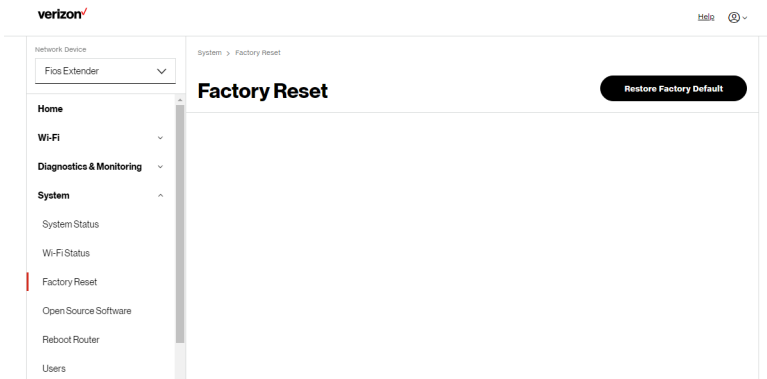 verizon✓
Help
Network Device
Fios Extender
System > Factory Reset
Factory Reset
Restore Factory Default
Home
Wi-Fi
Diagnostics & Monitoring
System
System Status
Wi-Fi Status
Factory Reset
Open Source Software
Reboot Router
Users